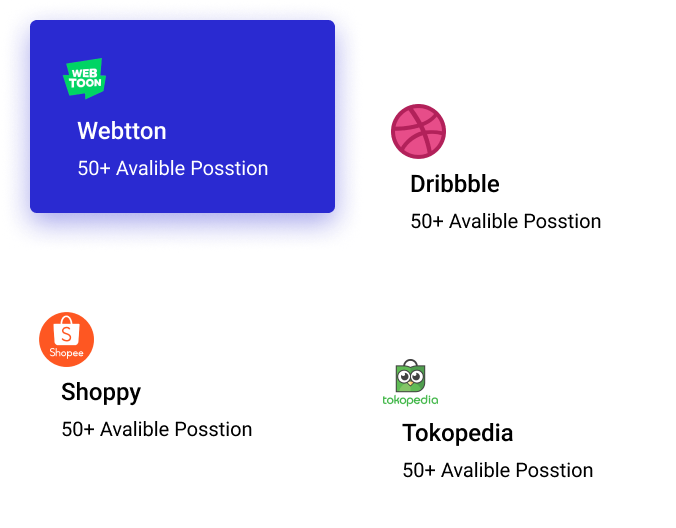 WEB
TOON
Webtton
50+ Avalible Posstion
Dribbble
50+ Avalible Posstion
S
Shopee
Shoppy
50+ Avalible Posstion
tokopedia
Tokopedia
50+ Avalible Posstion